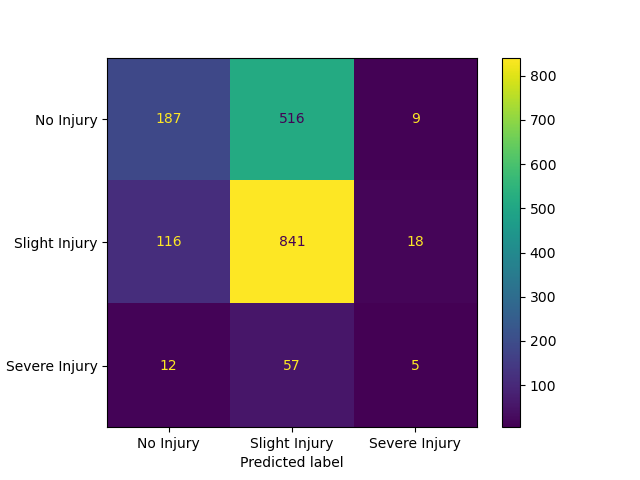 No Injury 187 516 9
Slight Injury 116 841 18
Severe Injury 12 57 5
No Injury Slight Injury Severe Injury
Predicted label
800
700
600
500
400
300
200
100